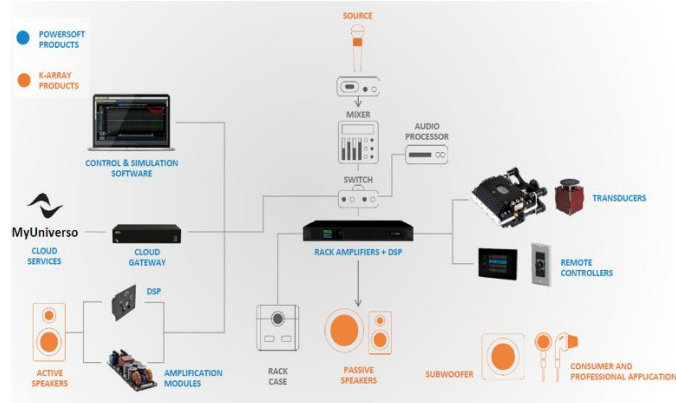 POWERSOFT
PRODUCTS
K-ARRAY
PRODUCTS
SOURCE
MIXER
AUDIO
PROCESSOR
CONTROL & SIMULATION
SOFTWARE
SWITCH
TRANSDUCERS
MyUniverso
CLOUD
SERVICES
CLOUD
GATEWAY
RACK AMPLIFIERS + DSP
REMOTE
CONTROLLERS
DSP
ACTIVE
SPEAKERS
AMPLIFICATION
MODULES
RACK
CASE
PASSIVE
SPEAKERS
SUBWOOFER
CONSUMER AND
PROFESSIONAL APPLICATION